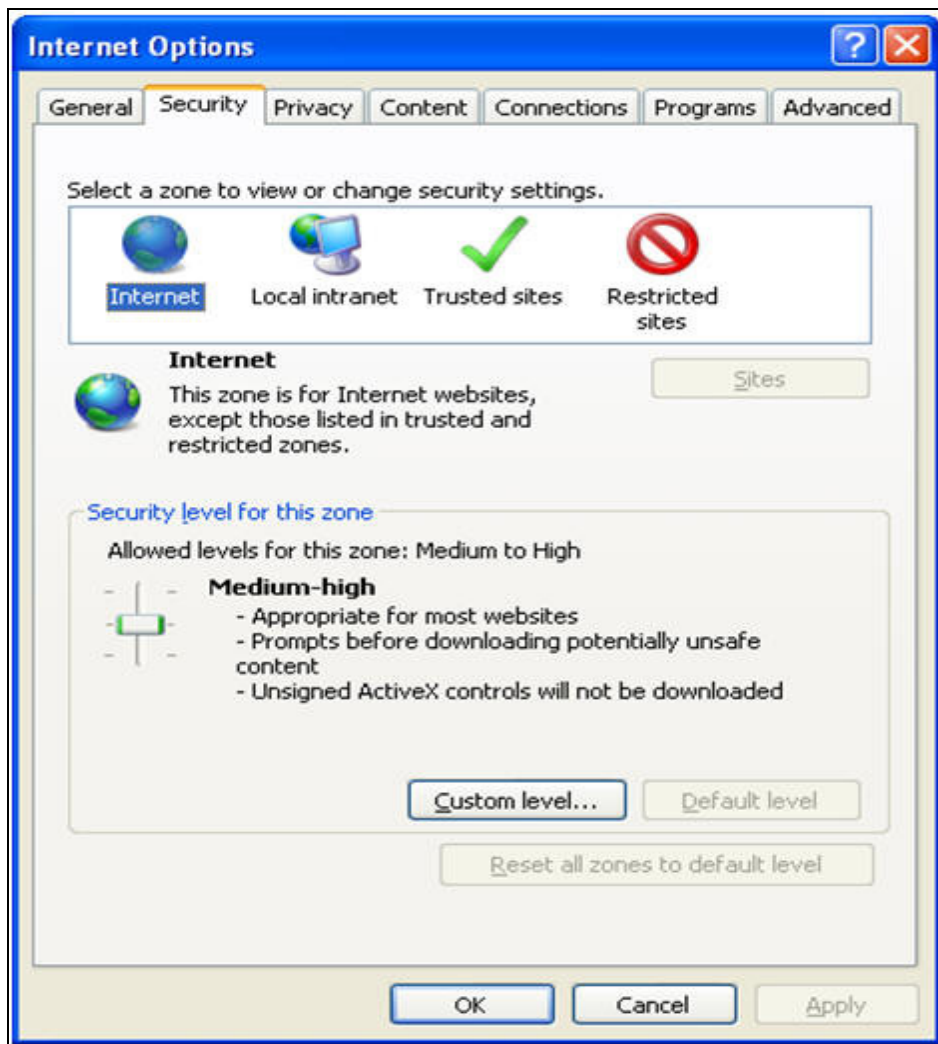 Internet Options
General Security Privacy Content Connections Programs Advanced
Select a zone to view or change security settings.
Internet Local intranet Trusted sites Restricted
sites
Internet
Sites
This zone is for Internet websites,
except those listed in trusted and
restricted zones.
Security level for this zone
Allowed levels for this zone: Medium to High
Medium-high
- Appropriate for most websites
- Prompts before downloading potentially unsafe
content
- Unsigned ActiveX controls will not be downloaded
Custom level... Default level
Reset all zones to default level
OK Cancel Apply